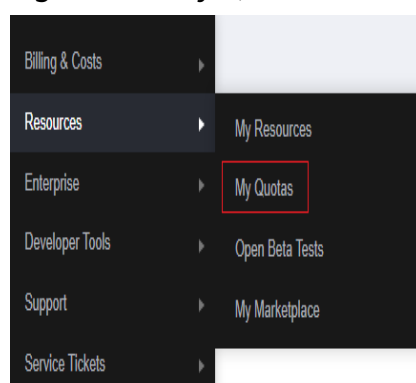 Billing & Costs
Resources
Enterprise
Developer Tools
Support
Service Tickets
My Resources
My Quotas
Open Beta Tests
My Marketplace